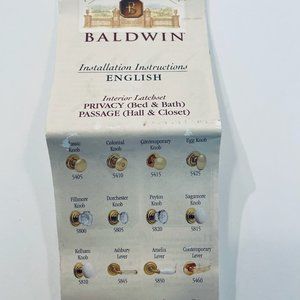 BALDWIN
Installation Instructions
ENGLISH
Interior Latchset
PRIVACY (Bed & Bath)
PASSAGE (Hall & Closet)
Classic Colonial Contemporary Egg Knob
Knob Knob Knob
5405 5410 5415 5425
Fillmore Dorchester Peyton Sagamore
Knob Knob Knob Knob
5800 5805 5820 5815
Kelham Ashbury Amelia Contemporary
Knob Lever Lever Lever
5810 5845 5850 5460